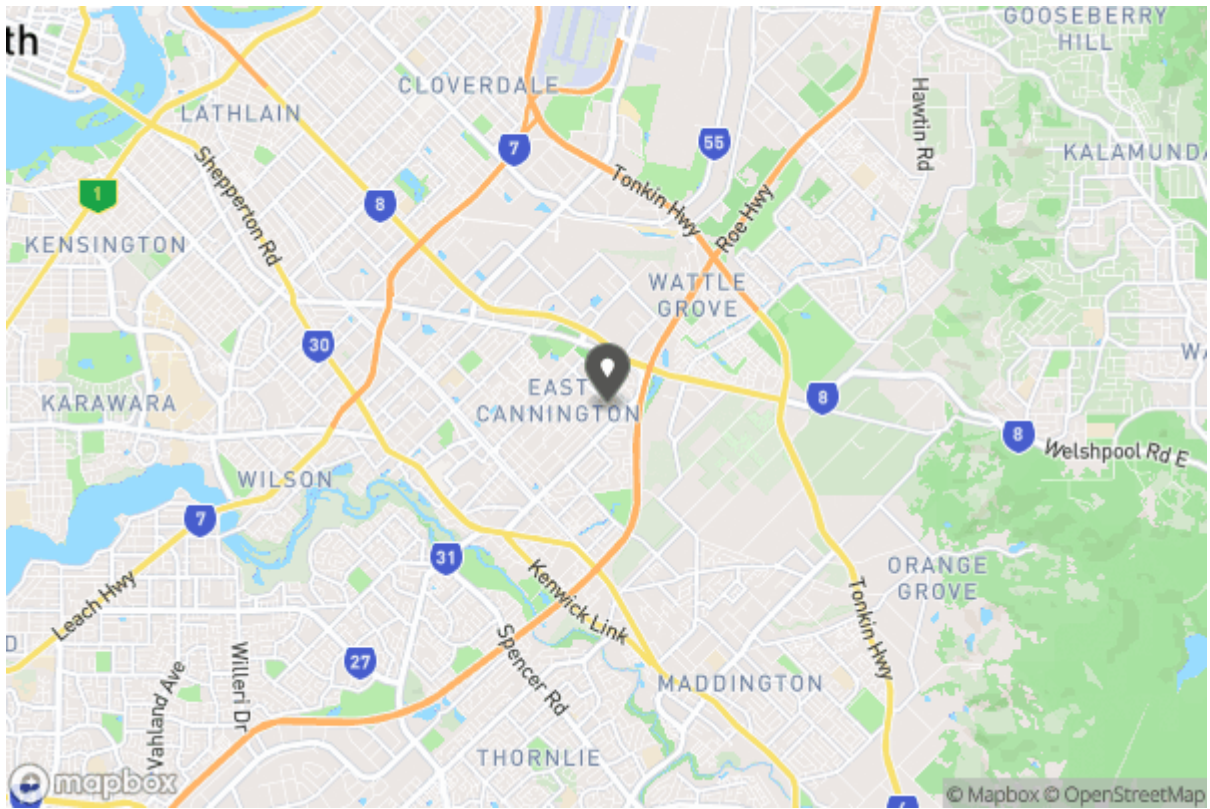 th
GOOSEBERRY
HILL
CLOVERDALE
LATHLAIN
7
55
Hawtin Rd
KALAMUNDA
1
Shepperton Rd
8
Tonkin Hwy
Roe Hwy
KENSINGTON
WATTLE
GROVE
30
WA
EAST
CANNINGTON
KARAWARA
8
8
Welshpool Rd E
WILSON
7
31
ORANGE
GROVE
Leach Hwy
Kenwick Link
Tonkin Hwy
D
Willeri Dr
27
Spencer Rd
MADDINGTON
Vahland Ave
THORNLIE
mapbox
© Mapbox © OpenStreetMap